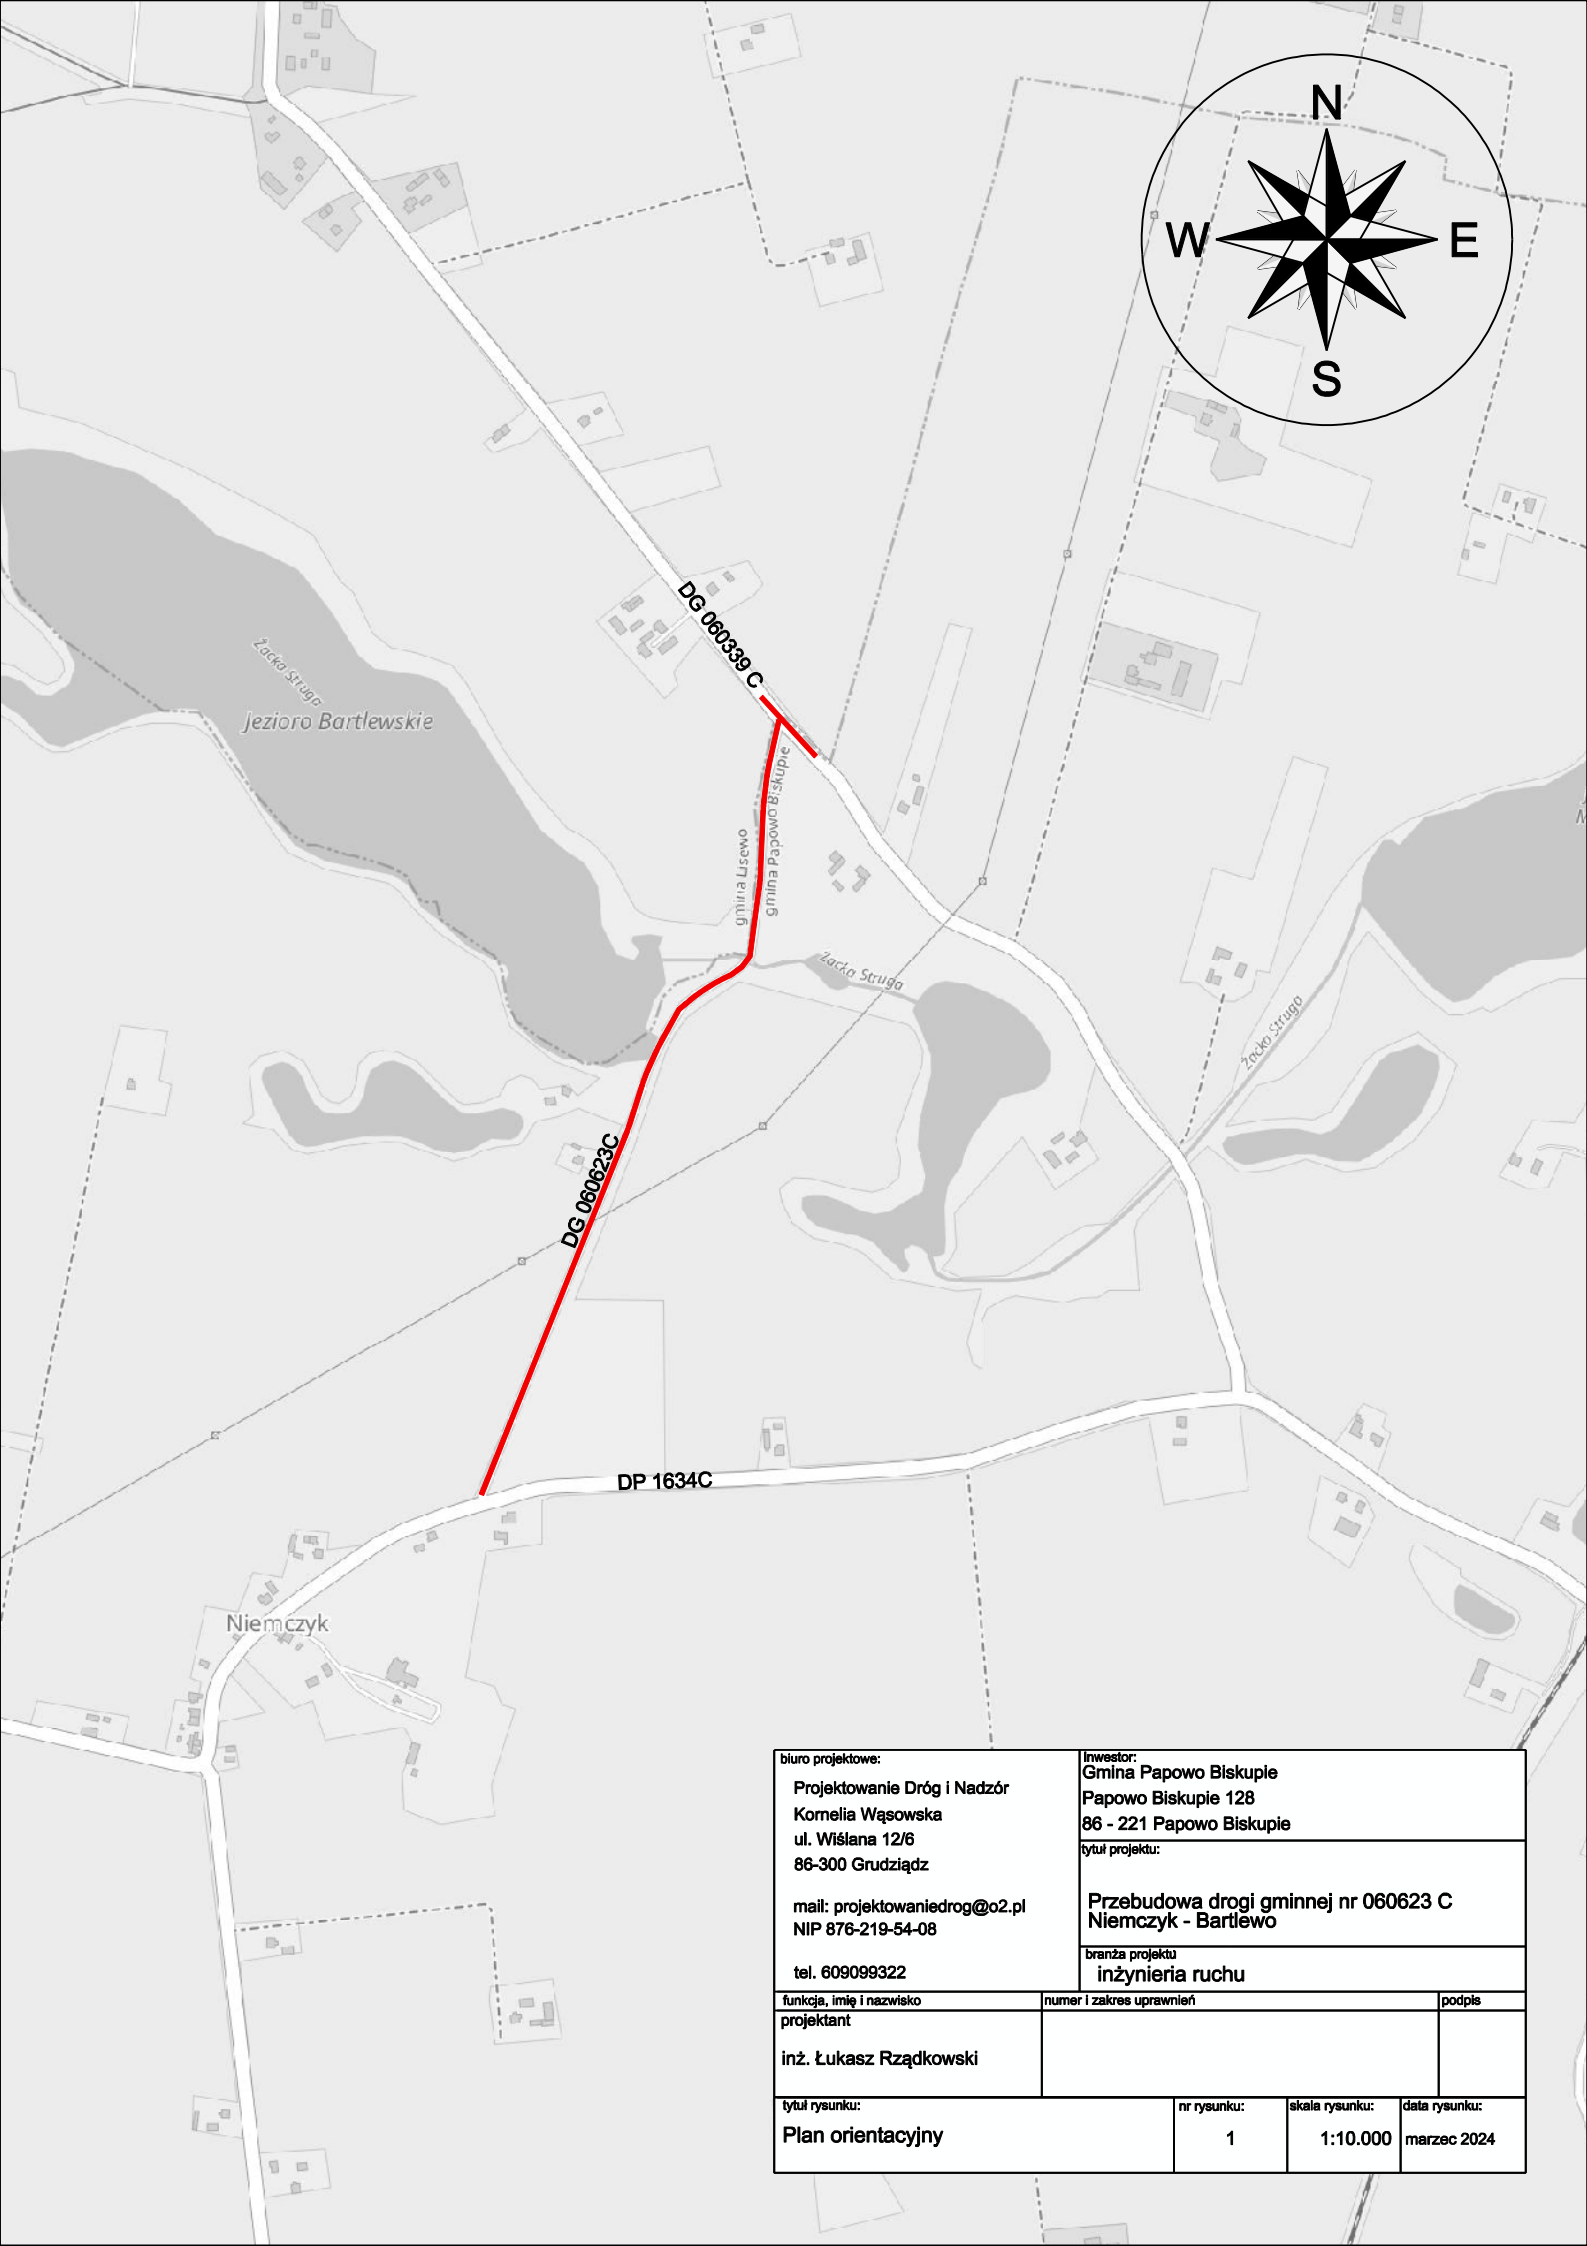 N
W
E
S
DG 060339 C
Żacka Struga
Jezioro Bartlewskie
gmina Lisewo
gmina Papowo Biskupie
Żacka Struga
Żacka Struga
DG 060623C
DP 1634C
Niemczyk
biuro projektowe:
Projektowanie Dróg i Nadzór
Kornelia Wąsowska
ul. Wiślana 12/6
86-300 Grudziądz
mail: projektowaniedrog@o2.pl
NIP 876-219-54-08
tel. 609099322
inwestor:
Gmina Papowo Biskupie
Papowo Biskupie 128
86 - 221 Papowo Biskupie
tytuł projektu:
Przebudowa drogi gminnej nr 060623 C
Niemczyk - Bartlewo
branża projektu
inżynieria ruchu
funkcja, imię i nazwisko
numer i zakres uprawnień
podpis
projektant
inż. Łukasz Rządkowski
tytuł rysunku:
Plan orientacyjny
nr rysunku:
1
skala rysunku:
1:10.000
data rysunku:
marzec 2024